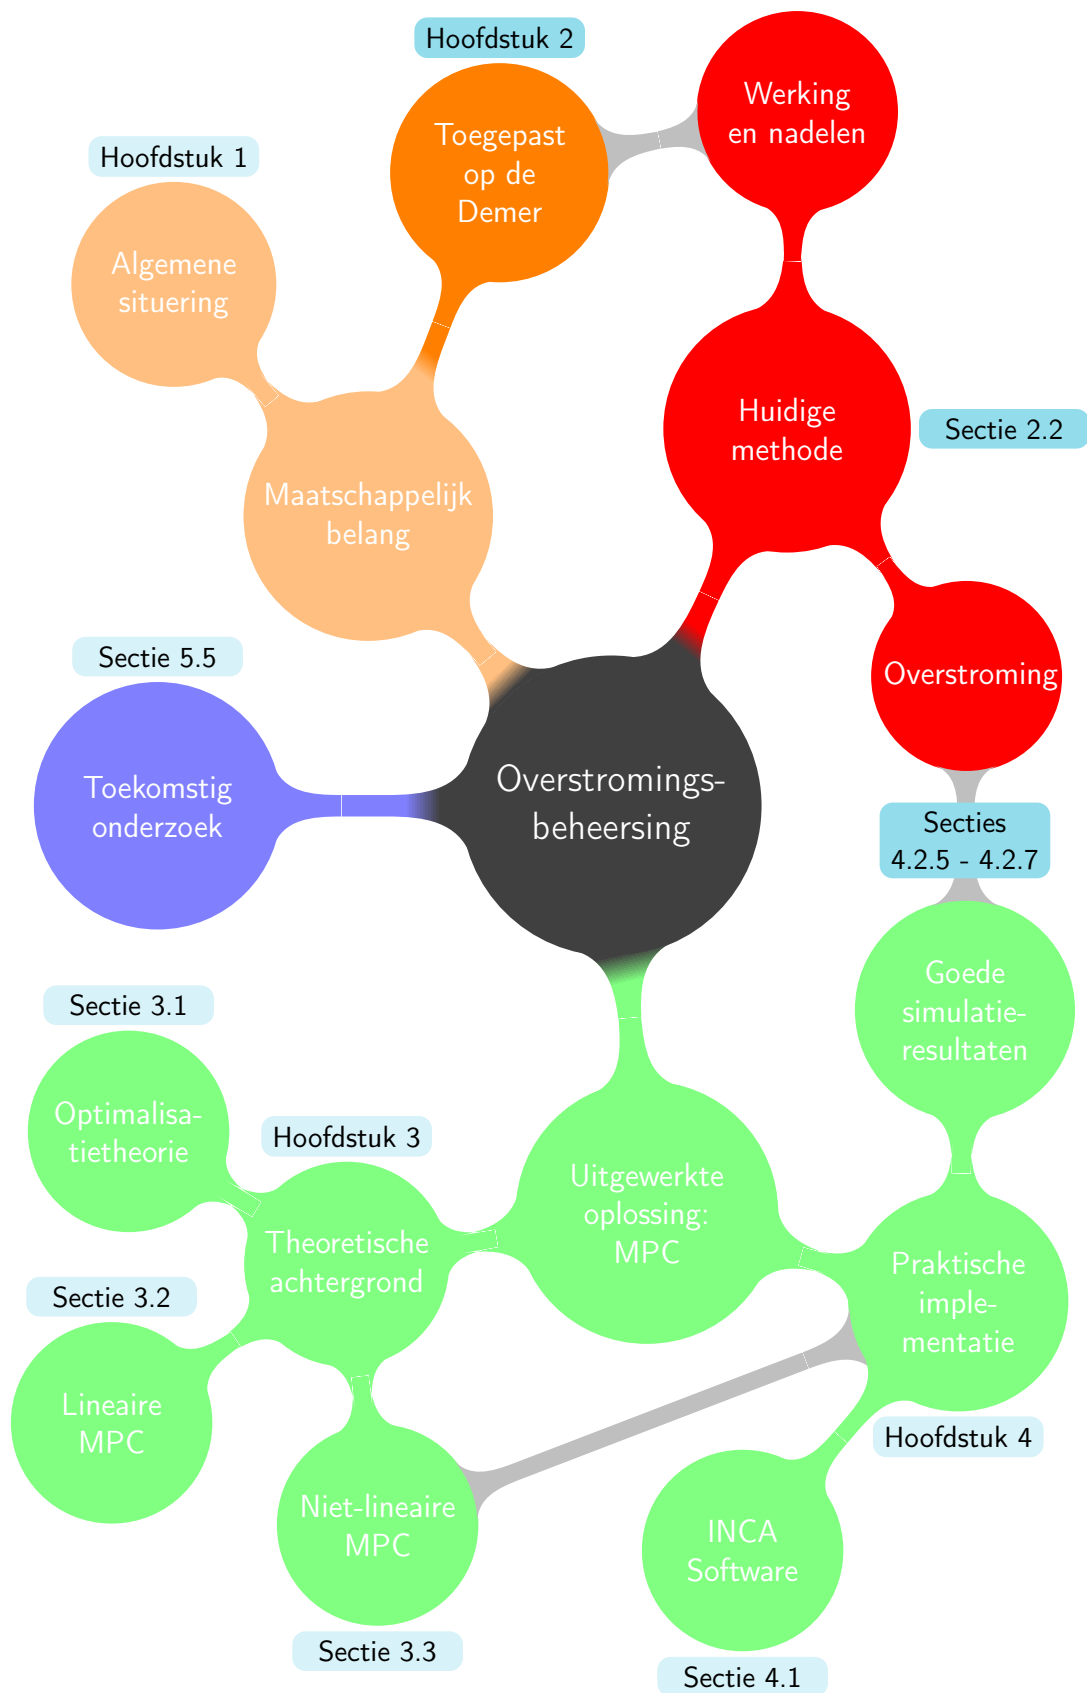 Hoofdstuk 2
Werking
en nadelen
Toegepast
op de
Demer
Hoofdstuk 1
Algemene
situering
Huidige
methode
Sectie 2.2
Maatschappelijk
belang
Sectie 5.5
Overstroming
Toekomstig
onderzoek
Overstromings-
beheersing
Secties
4.2.5 - 4.2.7
Goede
simulatie-
resultaten
Sectie 3.1
Optimalisa-
tietheorie
Hoofdstuk 3
Uitgewerkte
oplossing:
MPC
Theoretische
achtergrond
Praktische
imple-
mentatie
Sectie 3.2
Lineaire
MPC
Hoofdstuk 4
Niet-lineaire
MPC
INCA
Software
Sectie 3.3
Sectie 4.1